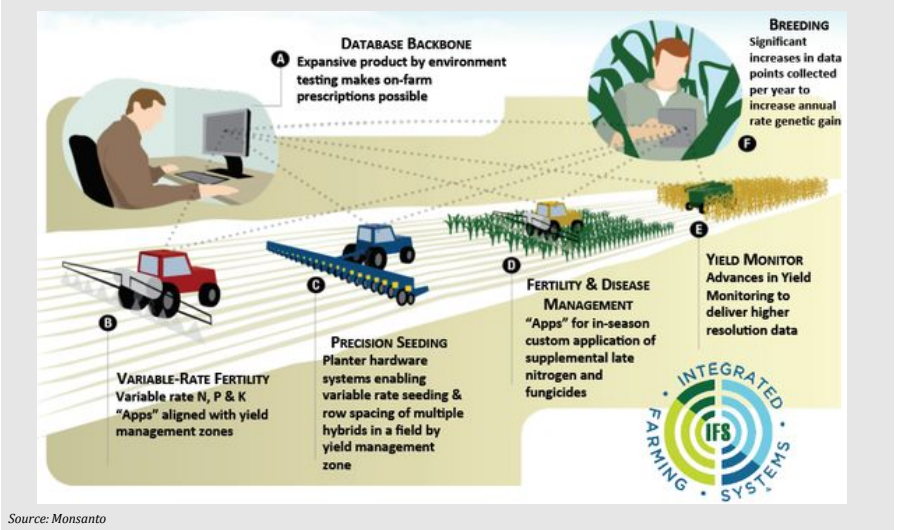 A
DATABASE BACKBONE
Expansive product by environment
testing makes on-farm
prescriptions possible
BREEDING
Significant
increases in data
points collected
per year to
increase annual
rate genetic gain
F
B
VARIABLE-RATE FERTILITY
Variable rate N, P & K
“Apps” aligned with yield
management zones
C
PRECISION SEEDING
Planter hardware
systems enabling
variable rate seeding &
row spacing of multiple
hybrids in a field by
yield management
zone
D
FERTILITY & DISEASE
MANAGEMENT
“Apps” for in-season
custom application of
supplemental late
nitrogen and
fungicides
E
YIELD MONITOR
Advances in Yield
Monitoring to
deliver higher
resolution data
INTEGRATED
FARMING
SYSTEMS
IFS
Source: Monsanto